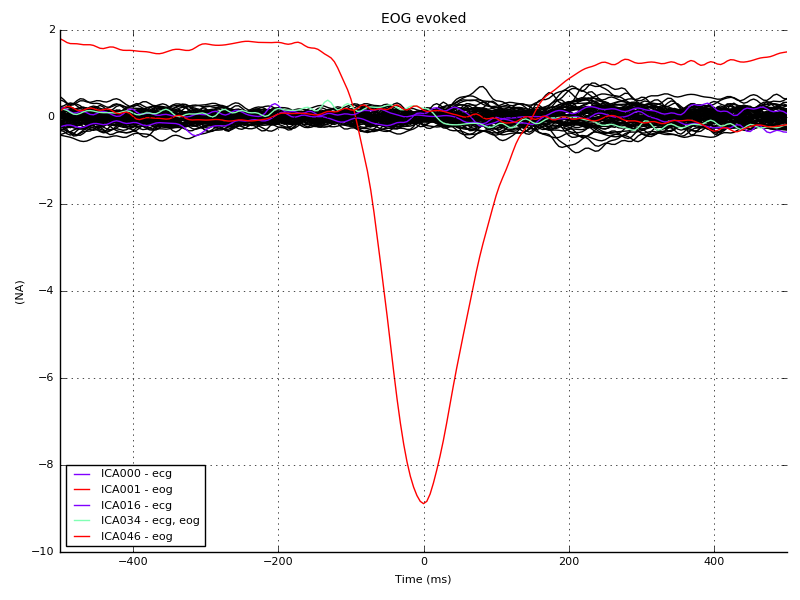 EOG evoked
2
0
−2
−4
−6
−8
−10
(NA)
ICA000 - ecg
ICA001 - eog
ICA016 - ecg
ICA034 - ecg, eog
ICA046 - eog
−400
−200
0
200
400
Time (ms)